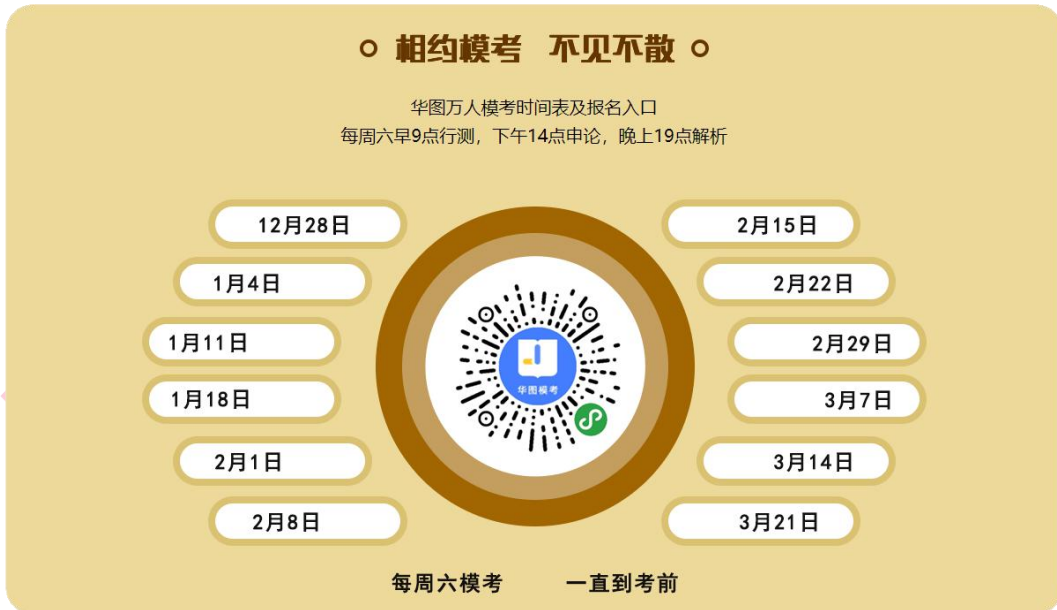 相约模考 不见不散
华图万人模考时间表及报名入口
每周六早9点行测，下午14点申论，晚上19点解析
12月28日
1月4日
1月11日
1月18日
2月1日
2月8日
华图模考
2月15日
2月22日
2月29日
3月7日
3月14日
3月21日
每周六模考 一直到考前